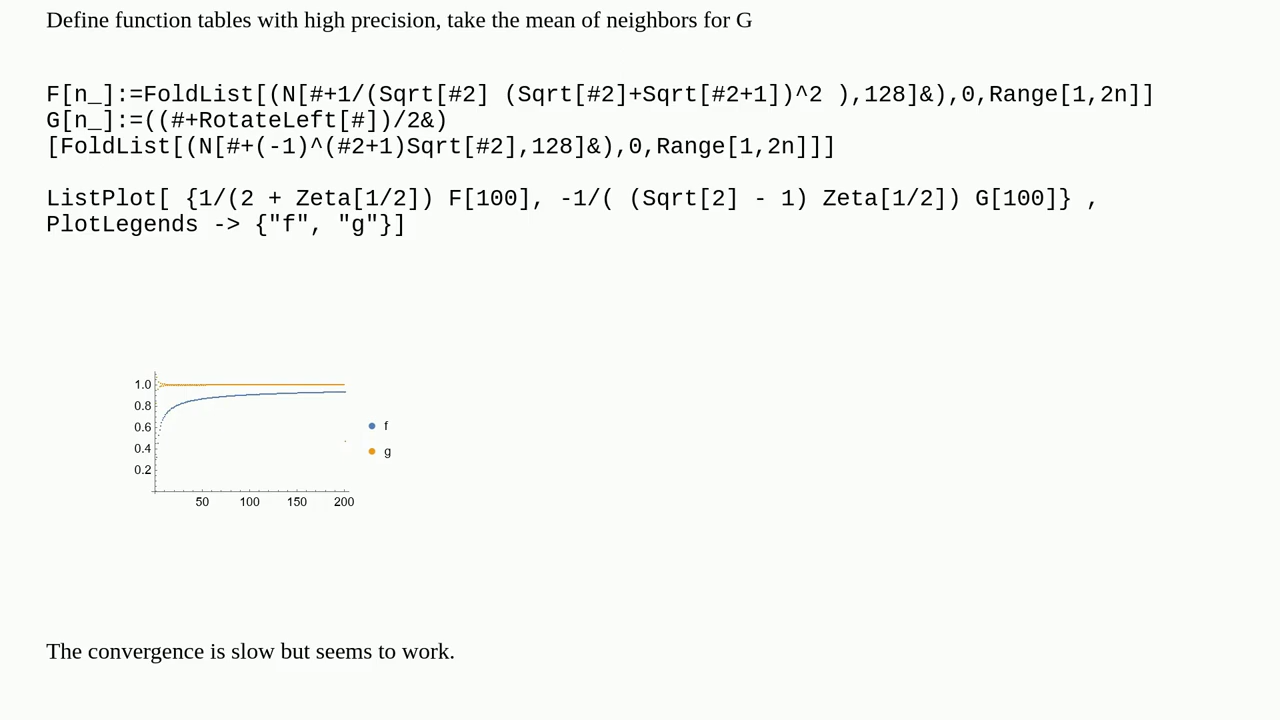 Define function tables with high precision, take the mean of neighbors for G
F[n_]:=FoldList[(N[#+1/(Sqrt[#2] (Sqrt[#2]+Sqrt[#2+1])^2 ),128]&),0,Range[1,2n]]
G[n_]:=((#+RotateLeft[#])/2&)
[FoldList[(N[#+(-1)^(#2+1)Sqrt[#2],128]&),0,Range[1,2n]]]
ListPlot[ {1/(2 + Zeta[1/2]) F[100], -1/( (Sqrt[2] - 1) Zeta[1/2]) G[100]} ,
PlotLegends -> {"f", "g"}]
1.0
0.8
0.6
0.4
0.2
50 100 150 200
f
g
The convergence is slow but seems to work.